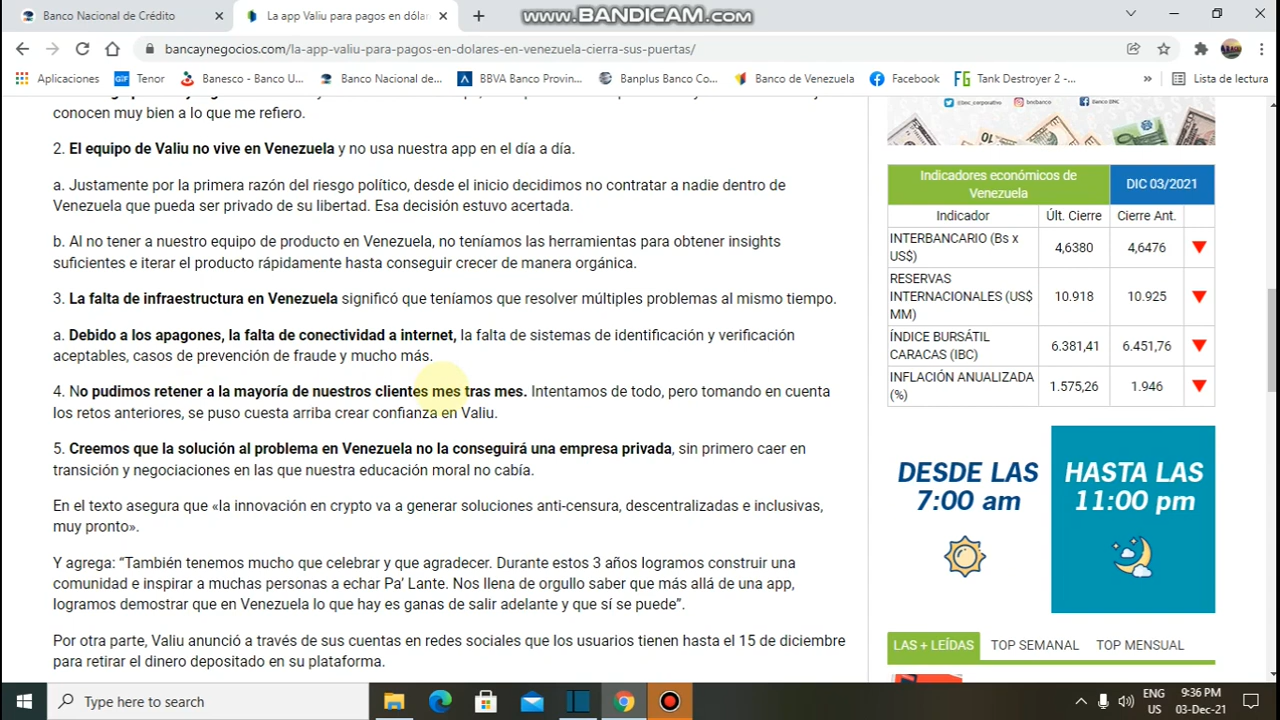 Banco Nacional de Crédito
La app Valiu para pagos en dólar
www.BANDICAM.com
bancaynegocios.com/la-app-valiu-para-pagos-en-dolares-en-venezuela-cierra-sus-puertas/
Aplicaciones
GIF
Tenor
Banesco - Banco U...
Banco Nacional de...
BBVA Banco Provin...
Banplus Banco Co...
Banco de Venezuela
Facebook
FG
Tank Destroyer 2 -...
»
Lista de lectura
conocen muy bien a lo que me refiero.
2. El equipo de Valiu no vive en Venezuela y no usa nuestra app en el día a día.
a. Justamente por la primera razón del riesgo político, desde el inicio decidimos no contratar a nadie dentro de
Venezuela que pueda ser privado de su libertad. Esa decisión estuvo acertada.
b. Al no tener a nuestro equipo de producto en Venezuela, no teníamos las herramientas para obtener insights
suficientes e iterar el producto rápidamente hasta conseguir crecer de manera orgánica.
3. La falta de infraestructura en Venezuela significó que teníamos que resolver múltiples problemas al mismo tiempo.
a. Debido a los apagones, la falta de conectividad a internet, la falta de sistemas de identificación y verificación
aceptables, casos de prevención de fraude y mucho más.
4. No pudimos retener a la mayoría de nuestros clientes mes tras mes. Intentamos de todo, pero tomando en cuenta
los retos anteriores, se puso cuesta arriba crear confianza en Valiu.
5. Creemos que la solución al problema en Venezuela no la conseguirá una empresa privada, sin primero caer en
transición y negociaciones en las que nuestra educación moral no cabía.
En el texto asegura que «la innovación en crypto va a generar soluciones anti-censura, descentralizadas e inclusivas,
muy pronto».
Y agrega: “También tenemos mucho que celebrar y que agradecer. Durante estos 3 años logramos construir una
comunidad e inspirar a muchas personas a echar Pa’ Lante. Nos llena de orgullo saber que más allá de una app,
logramos demostrar que en Venezuela lo que hay es ganas de salir adelante y que sí se puede”.
Por otra parte, Valiu anunció a través de sus cuentas en redes sociales que los usuarios tienen hasta el 15 de diciembre
para retirar el dinero depositado en su plataforma.
@bnc_corporativo
bncbanco
Banco BNC
Indicadores económicos de
Venezuela
DIC 03/2021
Indicador
Últ. Cierre
Cierre Ant.
INTERBANCARIO (Bs x
US$)
4,6380
4,6476
RESERVAS
INTERNACIONALES (US$
MM)
10.918
10.925
ÍNDICE BURSÁTIL
CARACAS (IBC)
6.381,41
6.451,76
INFLACIÓN ANUALIZADA
(%)
1.575,26
1.946
DESDE LAS
7:00 am
HASTA LAS
11:00 pm
LAS + LEÍDAS
TOP SEMANAL
TOP MENSUAL
Type here to search
ENG
US
9:36 PM
03-Dec-21